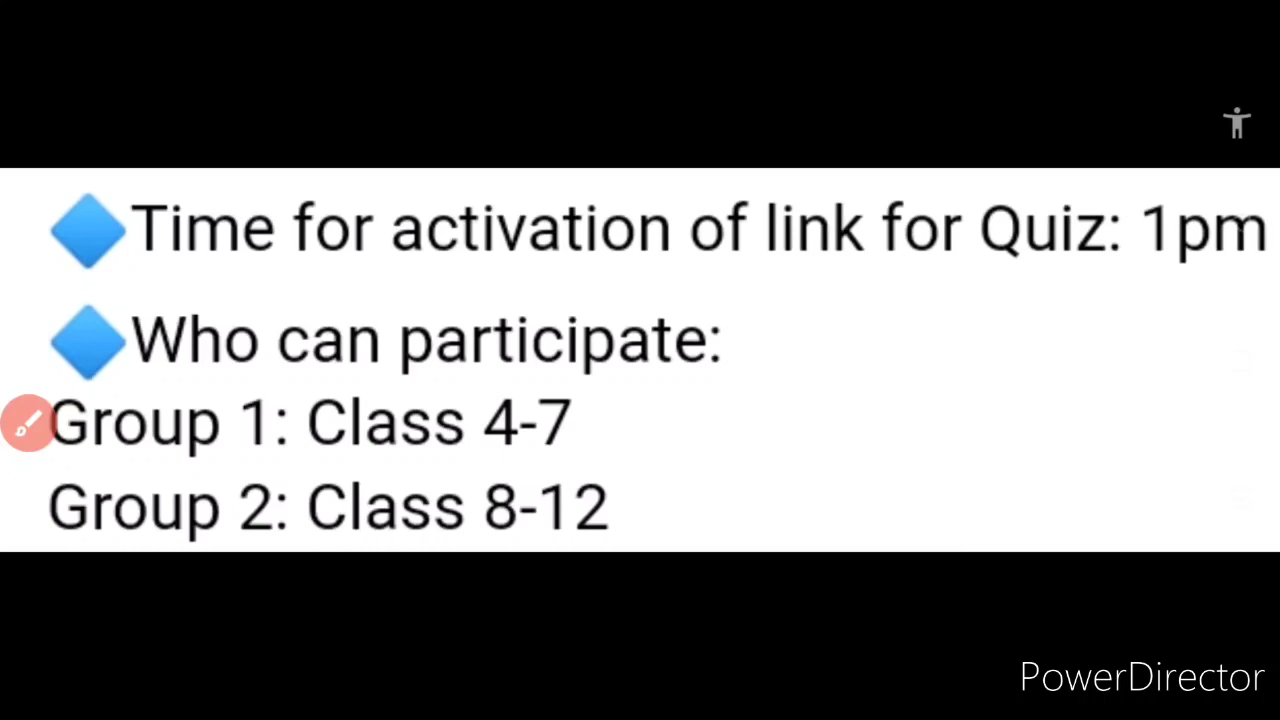 🔷Time for activation of link for Quiz: 1pm
🔷Who can participate:
Group 1: Class 4-7
Group 2: Class 8-12
PowerDirector